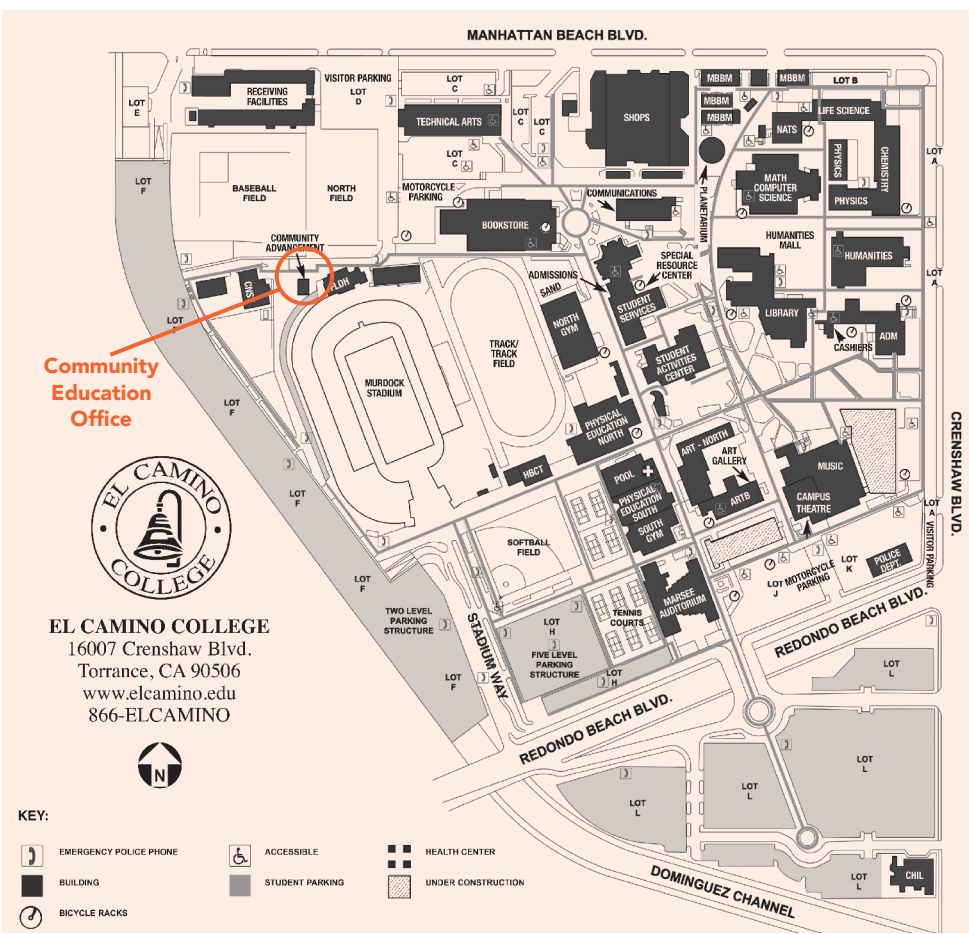 MANHATTAN BEACH BLVD.
LOT
E
RECEIVING
FACILITIES
VISITOR PARKING
LOT
D
LOT
C
TECHNICAL ARTS
LOT
C
LOT
C
LOT
C
SHOPS
MBBM
MBBM
LOT B
MBBM
MBBM
LIFE SCIENCE
NATS
PHYSICS
CHEMISTRY
PHYSICS
LOT
A
LOT
F
BASEBALL
FIELD
NORTH
FIELD
MOTORCYCLE
PARKING
BOOKSTORE
COMMUNICATIONS
PLANETARIUM
MATH
COMPUTER
SCIENCE
HUMANITIES
MALL
HUMANITIES
LOT
A
COMMUNITY
ADVANCEMENT
CNS
PLDH
ADMISSIONS
SAND
SPECIAL
RESOURCE
CENTER
STUDENT
SERVICES
NORTH
GYM
LIBRARY
CASHIERS
ADM
LOT
F
Community
Education
Office
LOT
F
MURDOCK
STADIUM
TRACK/
TRACK
FIELD
STUDENT
ACTIVITIES
CENTER
PHYSICAL
EDUCATION
NORTH
CRENSHAW BLVD.
HBCT
POOL
PHYSICAL
EDUCATION
SOUTH
SOUTH
GYM
ART - NORTH
ART
GALLERY
ARTB
MUSIC
CAMPUS
THEATRE
LOT
A
VISITOR PARKING
LOT
F
SOFTBALL
FIELD
EL CAMINO
COLLEGE
LOT
F
TWO LEVEL
PARKING
STRUCTURE
LOT
F
STADIUM WAY
LOT
H
FIVE LEVEL
PARKING
STRUCTURE
LOT
H
TENNIS
COURTS
MARSEE
AUDITORIUM
LOT
J
MOTORCYCLE
PARKING
LOT
K
POLICE
DEPT.
REDONDO BEACH BLVD.
REDONDO BEACH BLVD.
LOT
L
LOT
L
LOT
L
LOT
L
LOT
L
CHIL
DOMINGUEZ CHANNEL
EL CAMINO COLLEGE
16007 Crenshaw Blvd.
Torrance, CA 90506
www.elcamino.edu
866-ELCAMINO
N
KEY:
EMERGENCY POLICE PHONE
ACCESSIBLE
HEALTH CENTER
BUILDING
STUDENT PARKING
UNDER CONSTRUCTION
BICYCLE RACKS